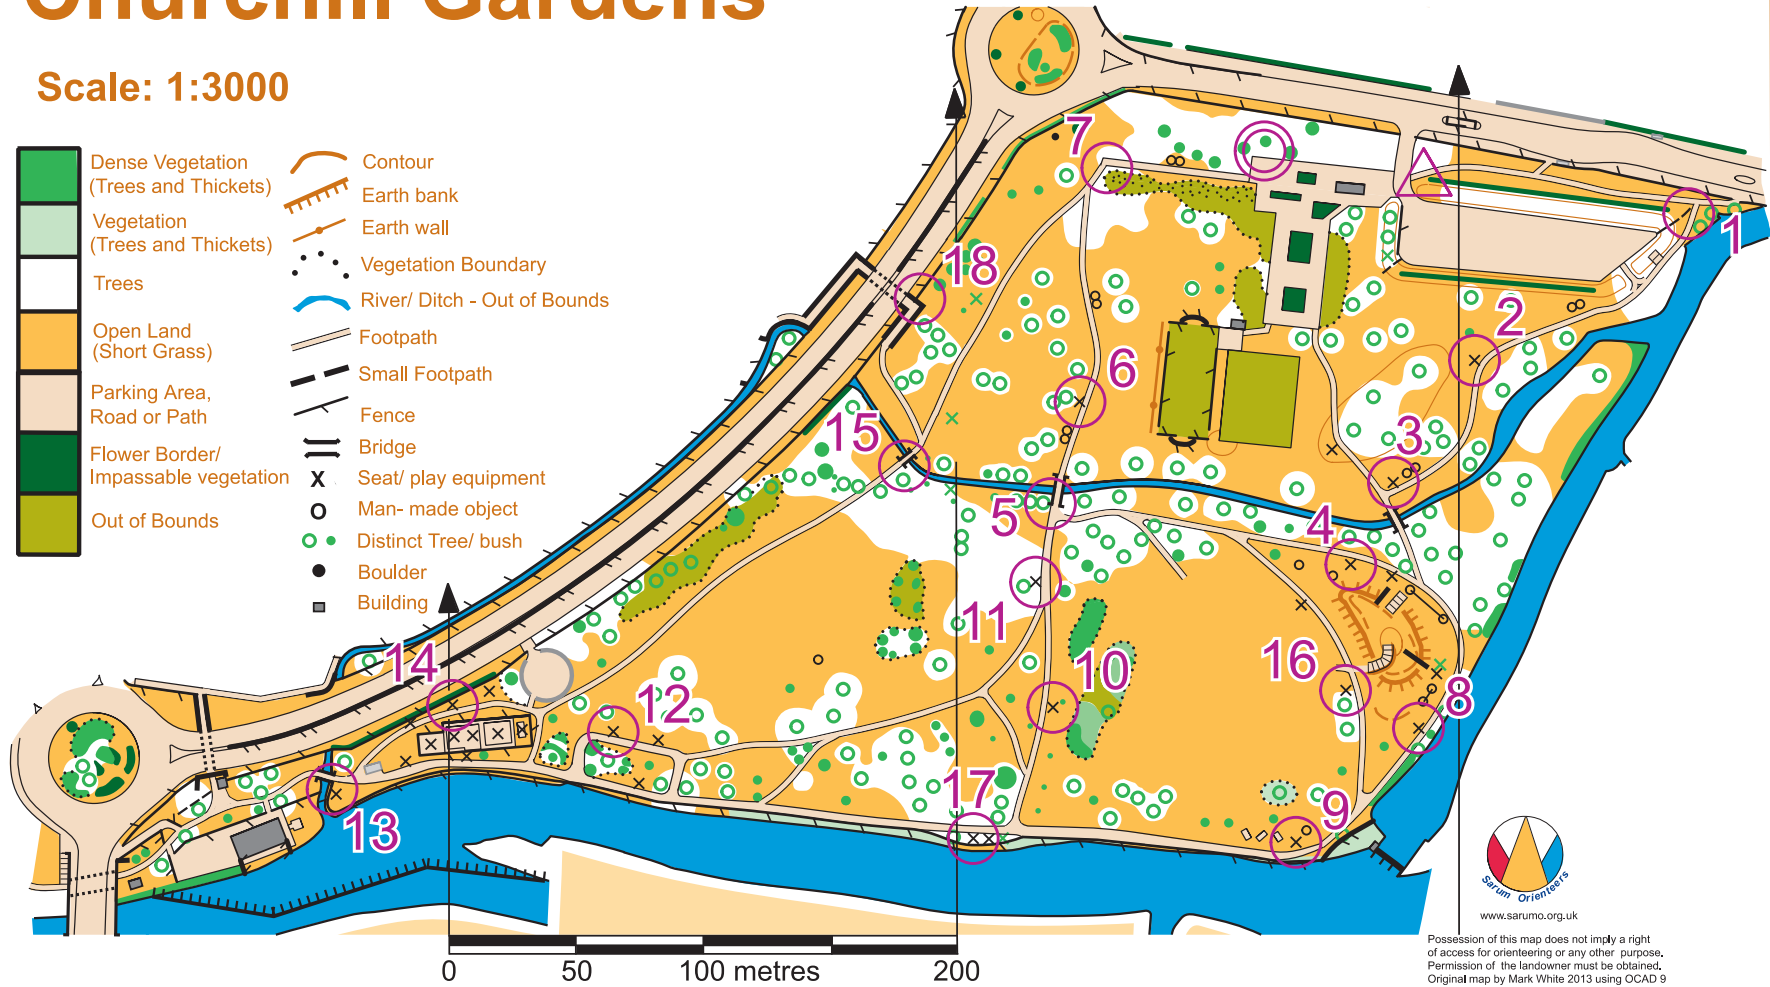 Churchill Gardens
Scale: 1:3000
Dense Vegetation
(Trees and Thickets)
Vegetation
(Trees and Thickets)
Trees
Open Land
(Short Grass)
Parking Area,
Road or Path
Flower Border/
Impassable vegetation
Out of Bounds
Contour
Earth bank
Earth wall
Vegetation Boundary
River/ Ditch - Out of Bounds
Footpath
Small Footpath
Fence
Bridge
Seat/ play equipment
Man- made object
Distinct Tree/ bush
Boulder
Building
7
1
18
2
6
3
15
5
4
11
16
10
14
12
8
17
9
13
0
50
100 metres
200
Sarum Orienteers
www.sarumo.org.uk
Possession of this map does not imply a right
of access for orienteering or any other purpose.
Permission of the landowner must be obtained.
Original map by Mark White 2013 using OCAD 9